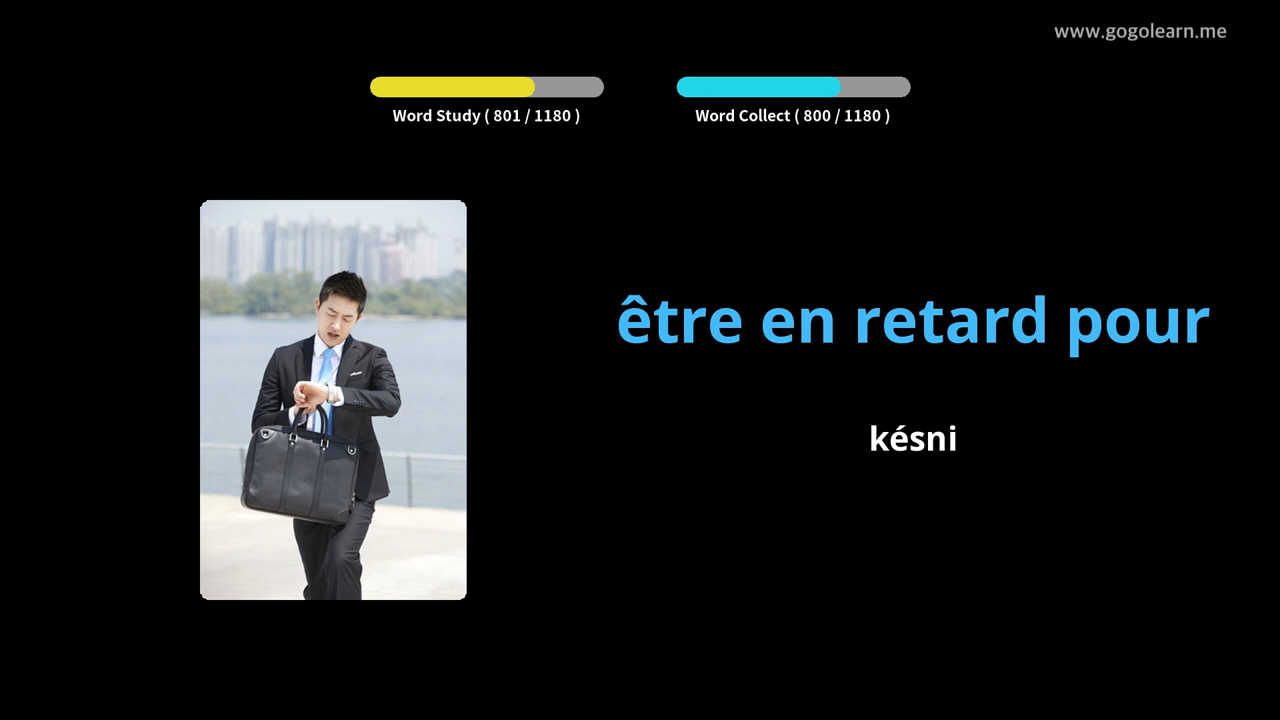 www.gogolearn.me
Word Study ( 801 / 1180 )
Word Collect ( 800 / 1180 )
être en retard pour
késni